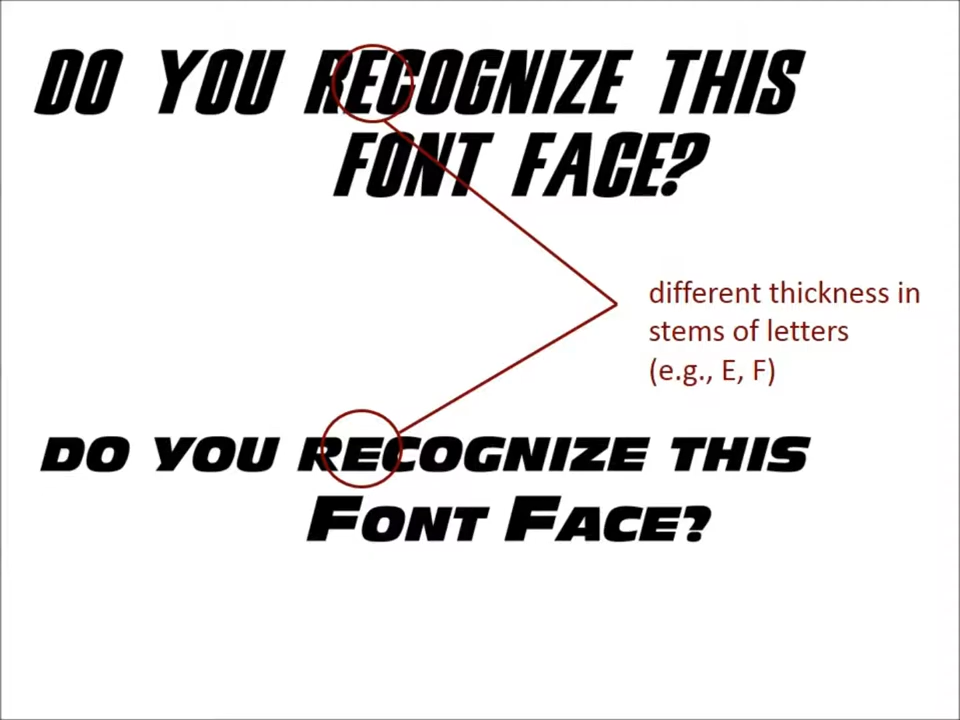 DO YOU RECOGNIZE THIS
FONT FACE?
different thickness in
stems of letters
(e.g., E, F)
DO YOU RECOGNIZE THIS
FONT FACE?